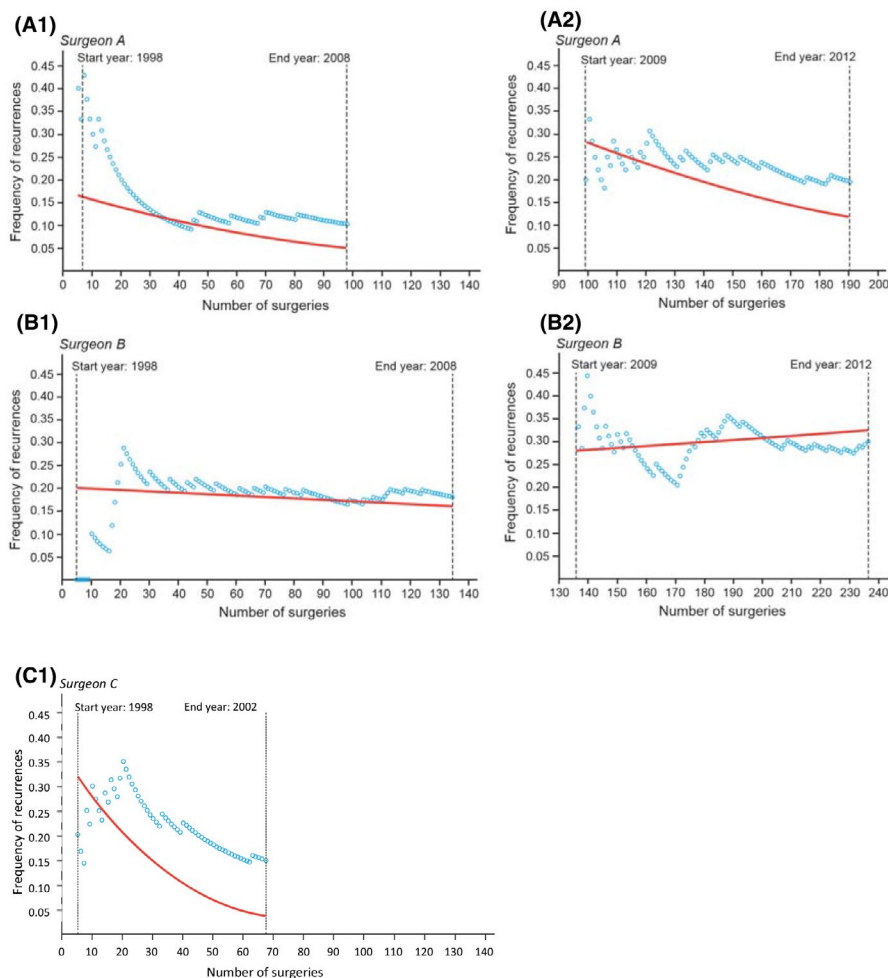 (A1)
Surgeon A
Start year: 1998
End year: 2008
0.45
0.40
0.35
0.30
0.25
0.20
0.15
0.10
0.05
Frequency of recurrences
0 10 20 30 40 50 60 70 80 90 100 110 120 130 140
Number of surgeries
(A2)
Surgeon A
Start year: 2009
End year: 2012
0.45
0.40
0.35
0.30
0.25
0.20
0.15
0.10
0.05
Frequency of recurrences
90 100 110 120 130 140 150 160 170 180 190 200
Number of surgeries
(B1)
Surgeon B
Start year: 1998
End year: 2008
0.45
0.40
0.35
0.30
0.25
0.20
0.15
0.10
0.05
Frequency of recurrences
0 10 20 30 40 50 60 70 80 90 100 110 120 130 140
Number of surgeries
(B2)
Surgeon B
Start year: 2009
End year: 2012
0.45
0.40
0.35
0.30
0.25
0.20
0.15
0.10
0.05
Frequency of recurrences
130 140 150 160 170 180 190 200 210 220 230 240
Number of surgeries
(C1)
Surgeon C
Start year: 1998
End year: 2002
0.45
0.40
0.35
0.30
0.25
0.20
0.15
0.10
0.05
Frequency of recurrences
0 10 20 30 40 50 60 70 80 90 100 110 120 130 140
Number of surgeries